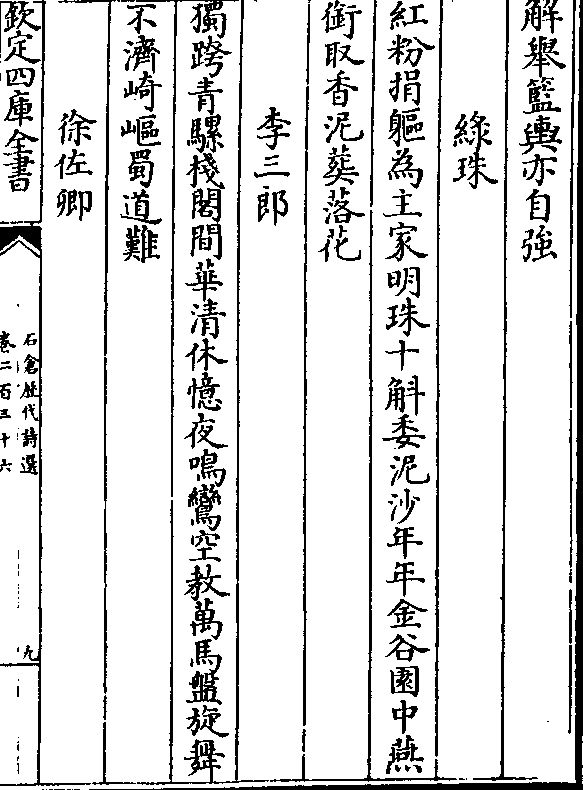 解舉籃輿亦自強
綠珠
紅粉捐軀為主家明珠十斛委泥沙年年金谷園中燕
銜取香泥葬落花
李三郎
獨跨青騾棧閣間華清休憶夜鳴鸞空教萬馬盤旋舞
不濟崎嶇蜀道難
徐佐卿
欽定四庫全書
石倉歷代詩選
卷二百三十六
九